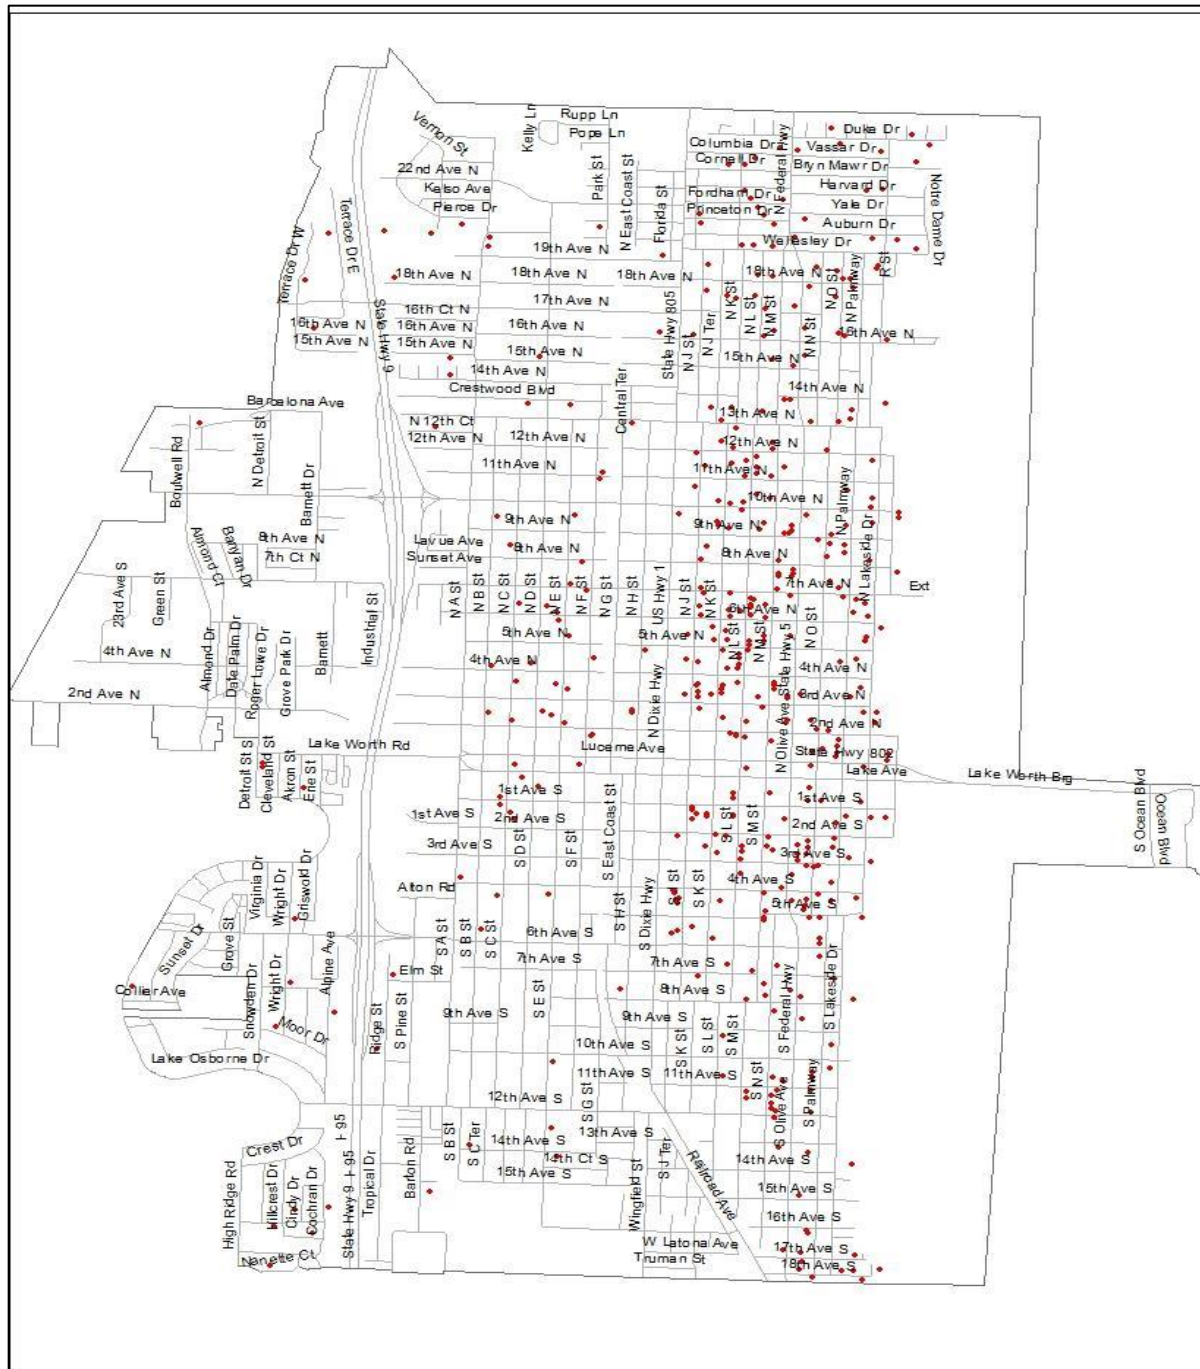 Rupp Ln
Kelly Ln
Pope Ln
Duke Dr
Vernon St
Columbia Dr
Vassar Dr
N Federal Hwy
Cornell Dr
Bryn Mawr Dr
22nd Ave N
Park St
N East Coast St
Kelso Ave
Harvard Dr
Notre Dame Dr
Fordham Dr
Florida St
Pierce Dr
Princeton Dr
Yale Dr
Terrace Dr E
Auburn Dr
Terrace Dr W
19th Ave N
Wellesley Dr
18th Ave N
18th Ave N
18th Ave N
18th Ave N
R St
N O St
N Palmway
17th Ave N
N K St
N L St
N M St
State Hwy 805
16th Ct N
State Hwy 9
16th Ave N
16th Ave N
16th Ave N
16th Ave N
N J St
N J Ter
N N St
15th Ave N
15th Ave N
15th Ave N
15th Ave N
14th Ave N
Crestwood Blvd
14th Ave N
Central Ter
Barcelona Ave
13th Ave N
N 12th Ct
N Detroit St
Boutwell Rd
12th Ave N
12th Ave N
12th Ave N
11th Ave N
11th Ave N
Barnett Dr
10th Ave N
N Palmway
9th Ave N
9th Ave N
N Lakeside Dr
8th Ave N
Lavue Ave
8th Ave N
8th Ave N
Almond Ct
Banyan Dr
7th Ct N
Sunset Ave
7th Ave N
Ext
23rd Ave S
Green St
Industrial St
N A St
N B St
N C St
N D St
N E St
N F St
N G St
N H St
US Hwy 1
N J St
N K St
6th Ave N
N O St
5th Ave N
5th Ave N
N L St
N M St
State Hwy 5
4th Ave N
Almond Dr
Date Palm Dr
Roger Lowe Dr
Grove Park Dr
Barnett
4th Ave N
4th Ave N
2nd Ave N
3rd Ave N
N Dixie Hwy
N Olive Ave
2nd Ave N
Lake Worth Rd
Lucerne Ave
State Hwy 802
Lake Ave
Lake Worth Brg
Detroit St S
Cleveland St
Akron St
Erie St
1st Ave S
1st Ave S
S Ocean Blvd
Ocean Blvd
1st Ave S
2nd Ave S
2nd Ave S
S L St
S M St
3rd Ave S
3rd Ave S
S D St
S F St
S East Coast St
Virginia Dr
Wright Dr
Griswold Dr
Alton Rd
4th Ave S
S J St
S K St
5th Ave S
Sunset Dr
Grove St
S A St
S B St
S C St
S H St
S Dixie Hwy
6th Ave S
Alpine Ave
7th Ave S
7th Ave S
Elm St
Collier Ave
Snowden Dr
Wright Dr
S E St
8th Ave S
S Federal Hwy
S Lakeside Dr
Moor Dr
Ridge St
S Pine St
9th Ave S
9th Ave S
S K St
S L St
S M St
Lake Osborne Dr
10th Ave S
11th Ave S
11th Ave S
12th Ave S
S G St
S N St
S Olive Ave
S Palmway
I-95
Crest Dr
S B St
S C Ter
13th Ave S
14th Ave S
14th Ct S
14th Ave S
15th Ave S
S J Ter
Railroad Ave
High Ridge Rd
Hillcrest Dr
Cindy Dr
Cochran Dr
State Hwy 9
I-95
Tropical Dr
Barton Rd
Wingfield St
15th Ave S
16th Ave S
W Latona Ave
17th Ave S
Nanette Ct
Truman St
18th Ave S